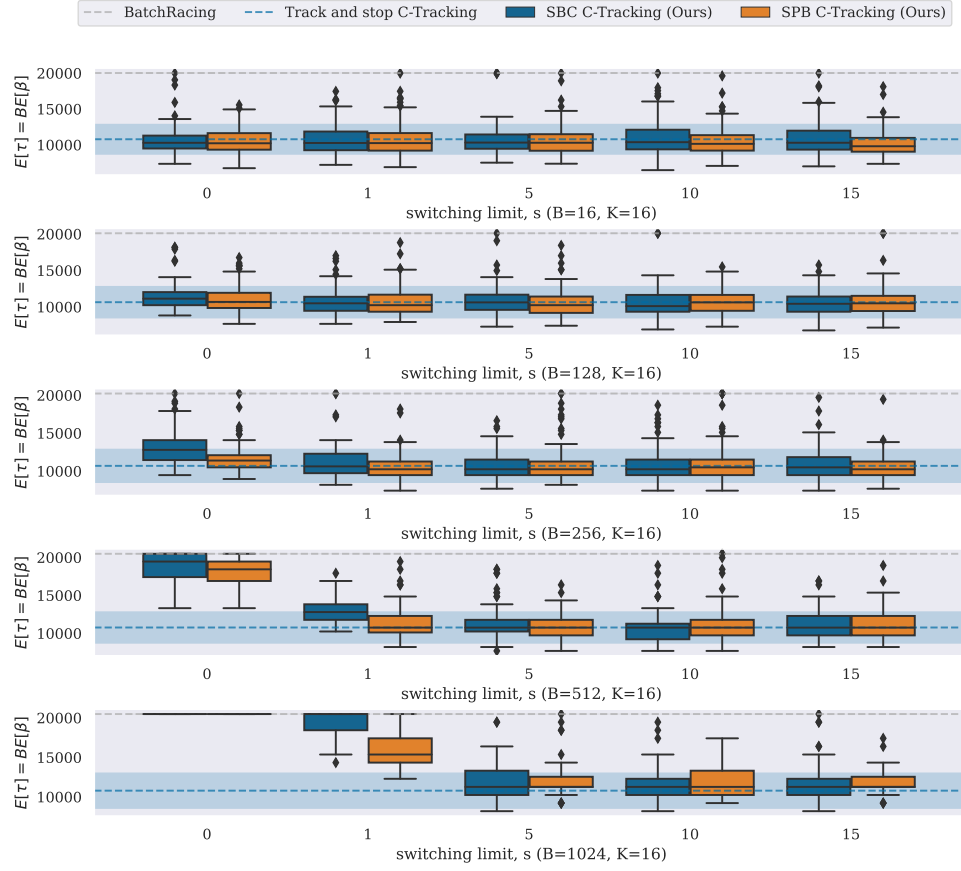 BatchRacing Track and stop C-Tracking SBC C-Tracking (Ours) SPB C-Tracking (Ours)
20000
15000
10000
E[τ] = BE[β]
0 1 5 10 15
switching limit, s (B=16, K=16)
20000
15000
10000
E[τ] = BE[β]
0 1 5 10 15
switching limit, s (B=128, K=16)
20000
15000
10000
E[τ] = BE[β]
0 1 5 10 15
switching limit, s (B=256, K=16)
20000
15000
10000
E[τ] = BE[β]
0 1 5 10 15
switching limit, s (B=512, K=16)
20000
15000
10000
E[τ] = BE[β]
0 1 5 10 15
switching limit, s (B=1024, K=16)